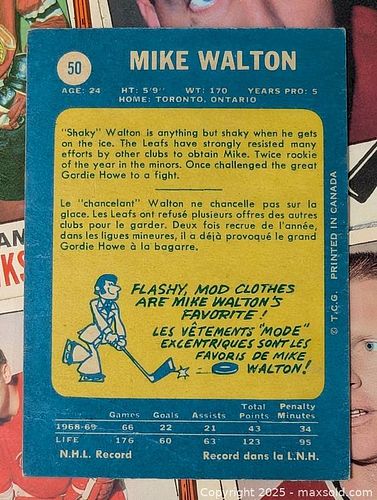 50
MIKE WALTON
AGE: 24 HT: 5'9" WT: 170 YEARS PRO: 5
HOME: TORONTO, ONTARIO
"Shaky" Walton is anything but shaky when he gets
on the ice. The Leafs have strongly resisted many
efforts by other clubs to obtain Mike. Twice rookie
of the year in the minors. Once challenged the great
Gordie Howe to a fight.
Le "chancelant" Walton ne chancelle pas sur la
glace. Les Leafs ont refusé plusieurs offres des autres
clubs pour le garder. Deux fois recrue de l'année,
dans les ligues mineures, il a déjà provoqué le grand
Gordie Howe à la bagarre.
FLASHY, MOD CLOTHES
ARE MIKE WALTON'S
FAVORITE!
LES VÊTEMENTS "MODE"
EXCENTRIQUES SONT LES
FAVORIS DE MIKE
WALTON!
Games Goals Assists Total Points Penalty Minutes
1968-69 66 22 21 43 34
LIFE 176 60 63 123 95
N.H.L. Record Record dans la L.N.H.
© T.C.G. PRINTED IN CANADA
AN
KS
Copyright © 2025 - maxsold.com